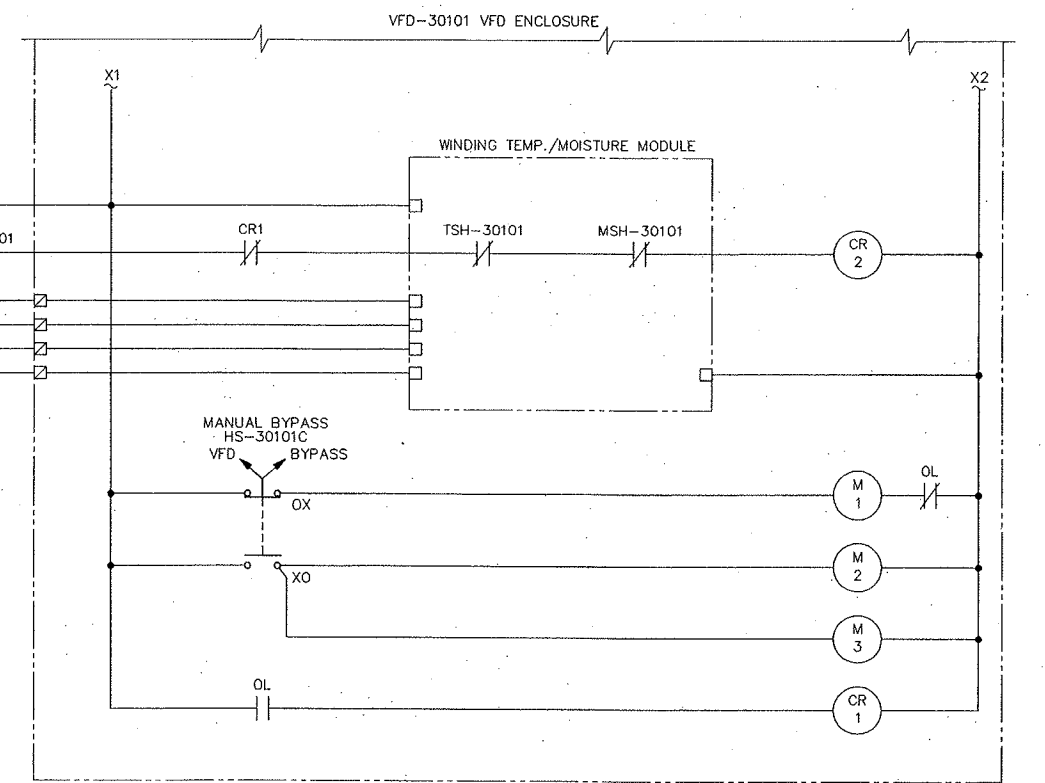 VFD-30101 VFD ENCLOSURE
X1
X2
WINDING TEMP./MOISTURE MODULE
01
CR1
TSH-30101
MSH-30101
CR
2
MANUAL BYPASS
HS-30101C
VFD
BYPASS
OX
M
1
OL
XO
M
2
M
3
OL
CR
1